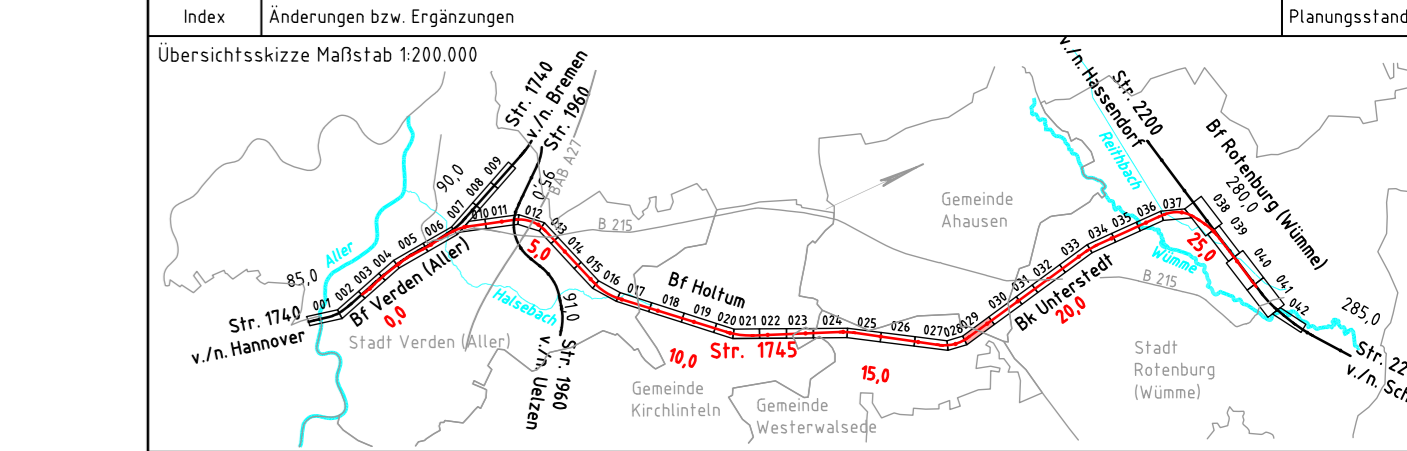 Index
Änderungen bzw. Ergänzungen
Planungsstand
Übersichtsskizze Maßstab 1:200.000
Str. 1740
v./n. Bremen
Str. 1960
BAB A27
90,0
95,0
85,0
Aller
Str. 1740
v./n. Hannover
001
002
003
004
005
006
007
008
009
010
011
012
013
014
015
016
017
018
019
020
021
022
023
024
025
026
027
028
029
030
031
032
033
034
035
036
037
038
039
040
041
042
Bf Verden (Aller)
0,0
Stadt Verden (Aller)
5,0
B 215
Halsebach
91,0
Str. 1960
v./n. Uelzen
Bf Holtum
10,0
Str. 1745
15,0
Gemeinde
Kirchlinteln
Gemeinde
Westerwalsede
Gemeinde
Ahausen
Bk Unterstedt
20,0
v./n. Hassendorf
Str. 2200
Reithbach
Bf Rotenburg (Wümme)
280,0
25,0
Wümme
B 215
Stadt
Rotenburg
(Wümme)
285,0
Str. 22
v./n. Sch